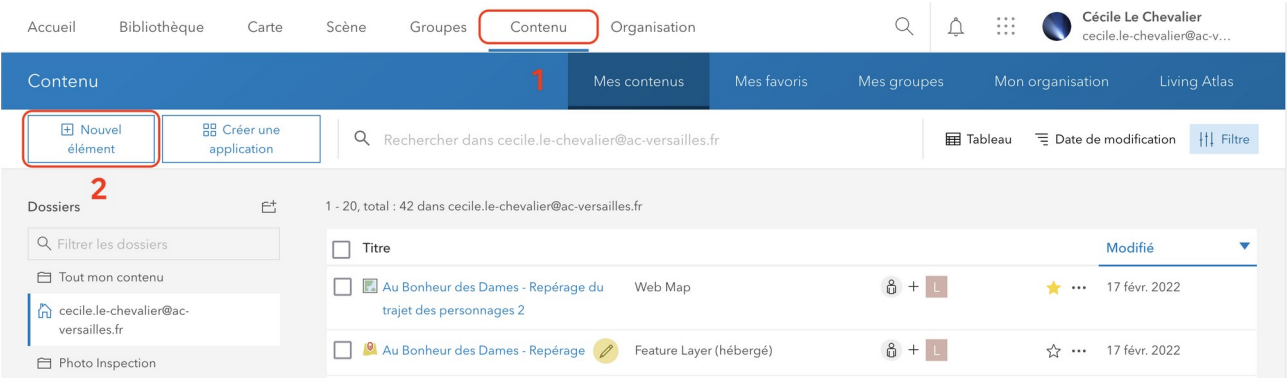 Accueil Bibliothèque Carte Scène Groupes Contenu Organisation Cécile Le Chevalier
cecile.le-chevalier@ac-v...
Contenu 1 Mes contenus Mes favoris Mes groupes Mon organisation Living Atlas
Nouvel
élément
Créer une
application
Rechercher dans cecile.le-chevalier@ac-versailles.fr Tableau Date de modification Filtre
2
Dossiers 1 - 20, total : 42 dans cecile.le-chevalier@ac-versailles.fr
Filtrer les dossiers Titre Modifié
Tout mon contenu
Au Bonheur des Dames - Repérage du Web Map + L 17 févr. 2022
trajet des personnages 2
cecile.le-chevalier@ac-
versailles.fr
Au Bonheur des Dames - Repérage Feature Layer (hébergé) + L 17 févr. 2022
Photo Inspection